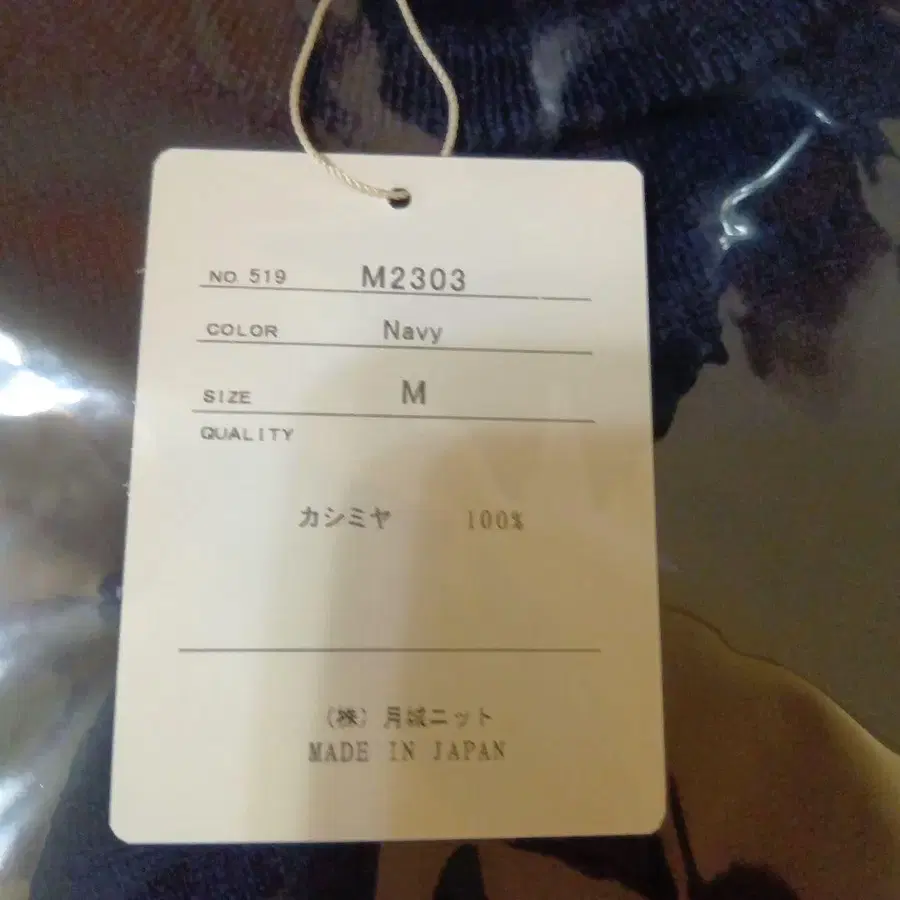 NO. 519 M2303
COLOR Navy
SIZE M
QUALITY
カシミヤ 100%
(株) 月城ニット
MADE IN JAPAN